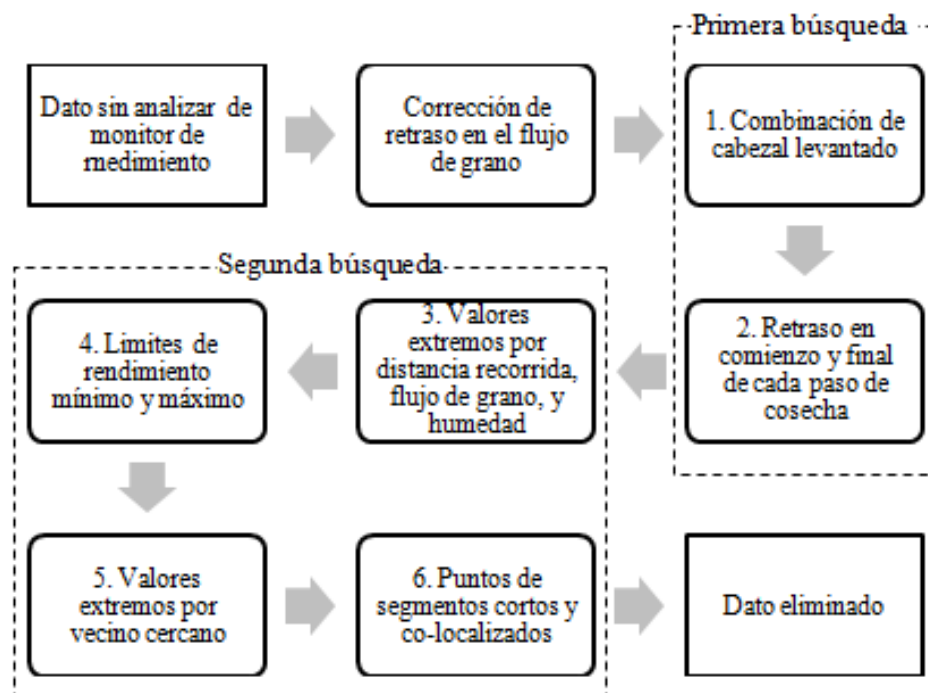 Primera búsqueda
Dato sin analizar de
monitor de
rnedimiento
Corrección de
retraso en el flujo
de grano
1. Combinación de
cabezal levantado
Segunda búsqueda
2. Retraso en
comienzo y final
de cada paso de
cosecha
3. Valores
extremos por
distancia recorrida,
flujo de grano, y
humedad
4. Limites de
rendimiento
mínimo y máximo
5. Valores
extremos por
vecino cercano
6. Puntos de
segmentos cortos y
co-localizados
Dato eliminado